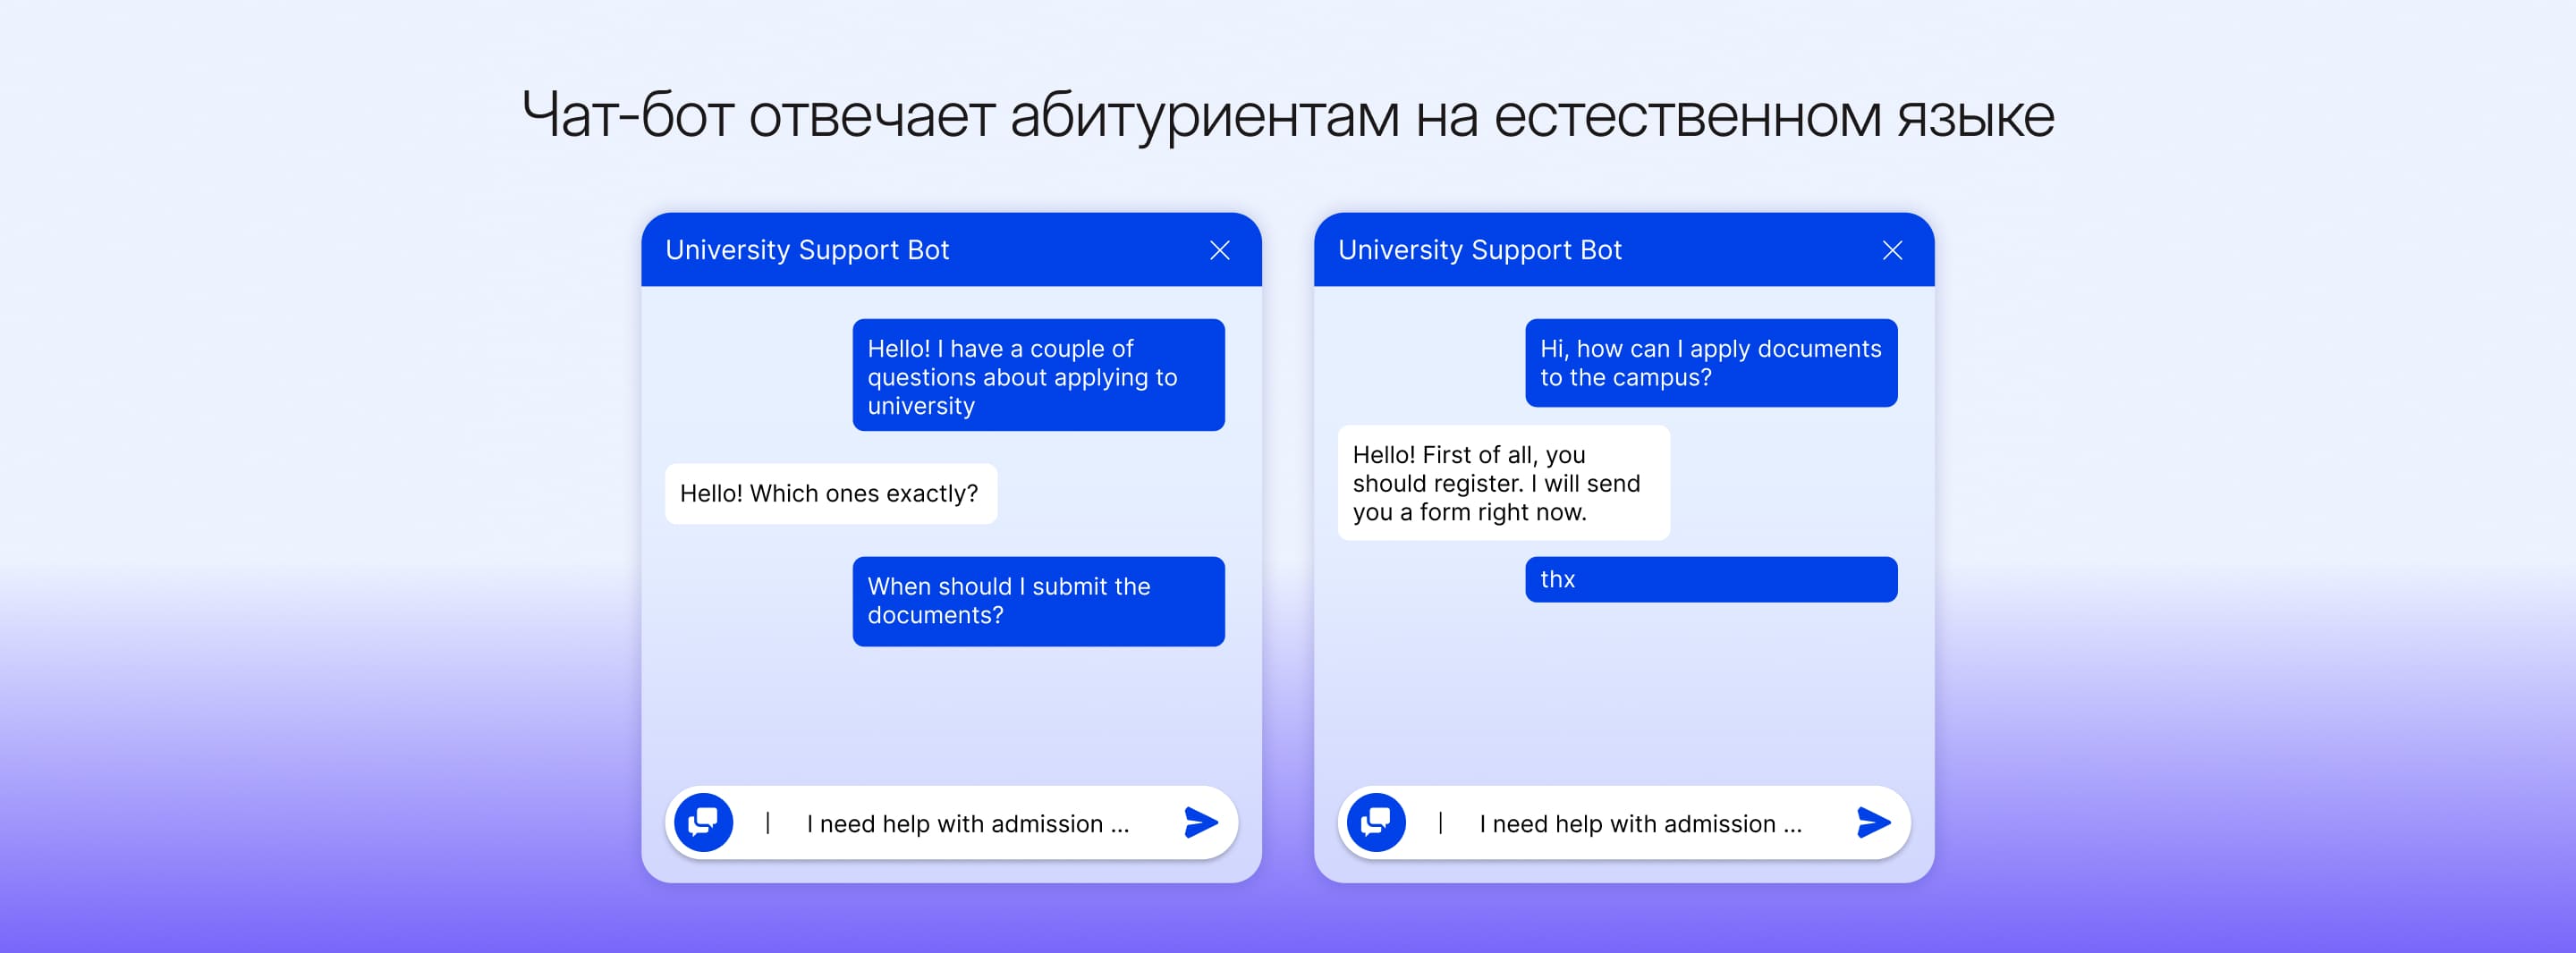 Чат-бот отвечает абитуриентам на естественном языке
University Support Bot
Hello! I have a couple of
questions about applying to
university
Hello! Which ones exactly?
When should I submit the
documents?
I need help with admission ...
University Support Bot
Hi, how can I apply documents
to the campus?
Hello! First of all, you
should register. I will send
you a form right now.
thx
I need help with admission ...